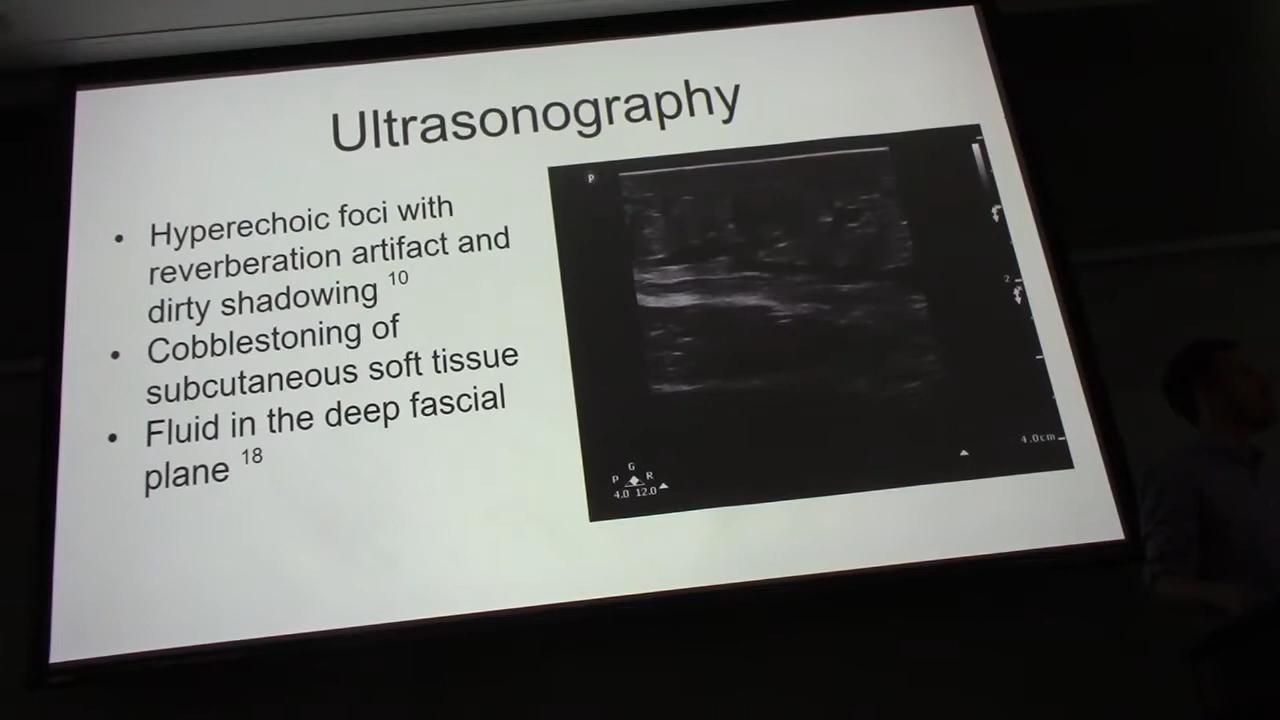 Ultrasonography
• Hyperechoic foci with
reverberation artifact and
dirty shadowing 10
• Cobblestoning of
subcutaneous soft tissue
• Fluid in the deep fascial
plane 18
P
2
4.0cm
G
P R
4.0 12.0